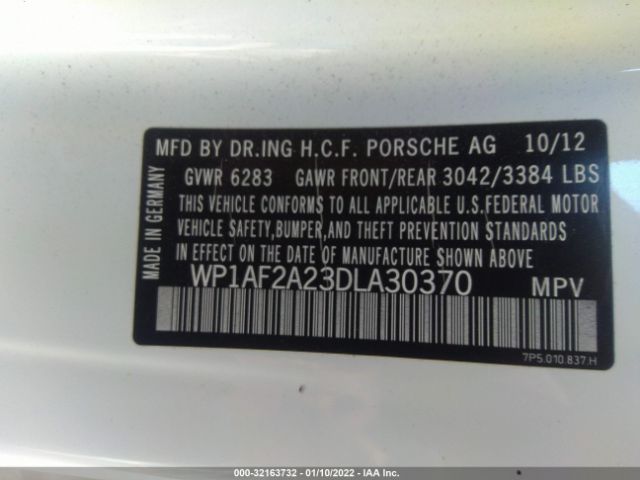 MFD BY DR.ING H.C.F. PORSCHE AG 10/12
GVWR 6283 GAWR FRONT/REAR 3042/3384 LBS
THIS VEHICLE CONFORMS TO ALL APPLICABLE U.S.FEDERAL MOTOR
VEHICLE SAFETY,BUMPER,AND THEFT PREVENTION STANDARDS
IN EFFECT ON THE DATE OF MANUFACTURE SHOWN ABOVE
WP1AF2A23DLA30370 MPV
MADE IN GERMANY
7P5.010.837.H
000-32163732 - 01/10/2022 - IAA Inc.